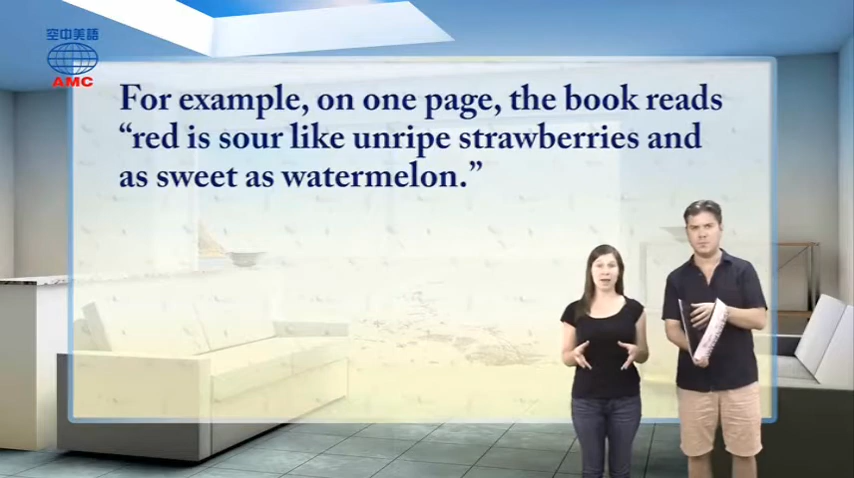 空中美語
AMC
For example, on one page, the book reads
“red is sour like unripe strawberries and
as sweet as watermelon.”